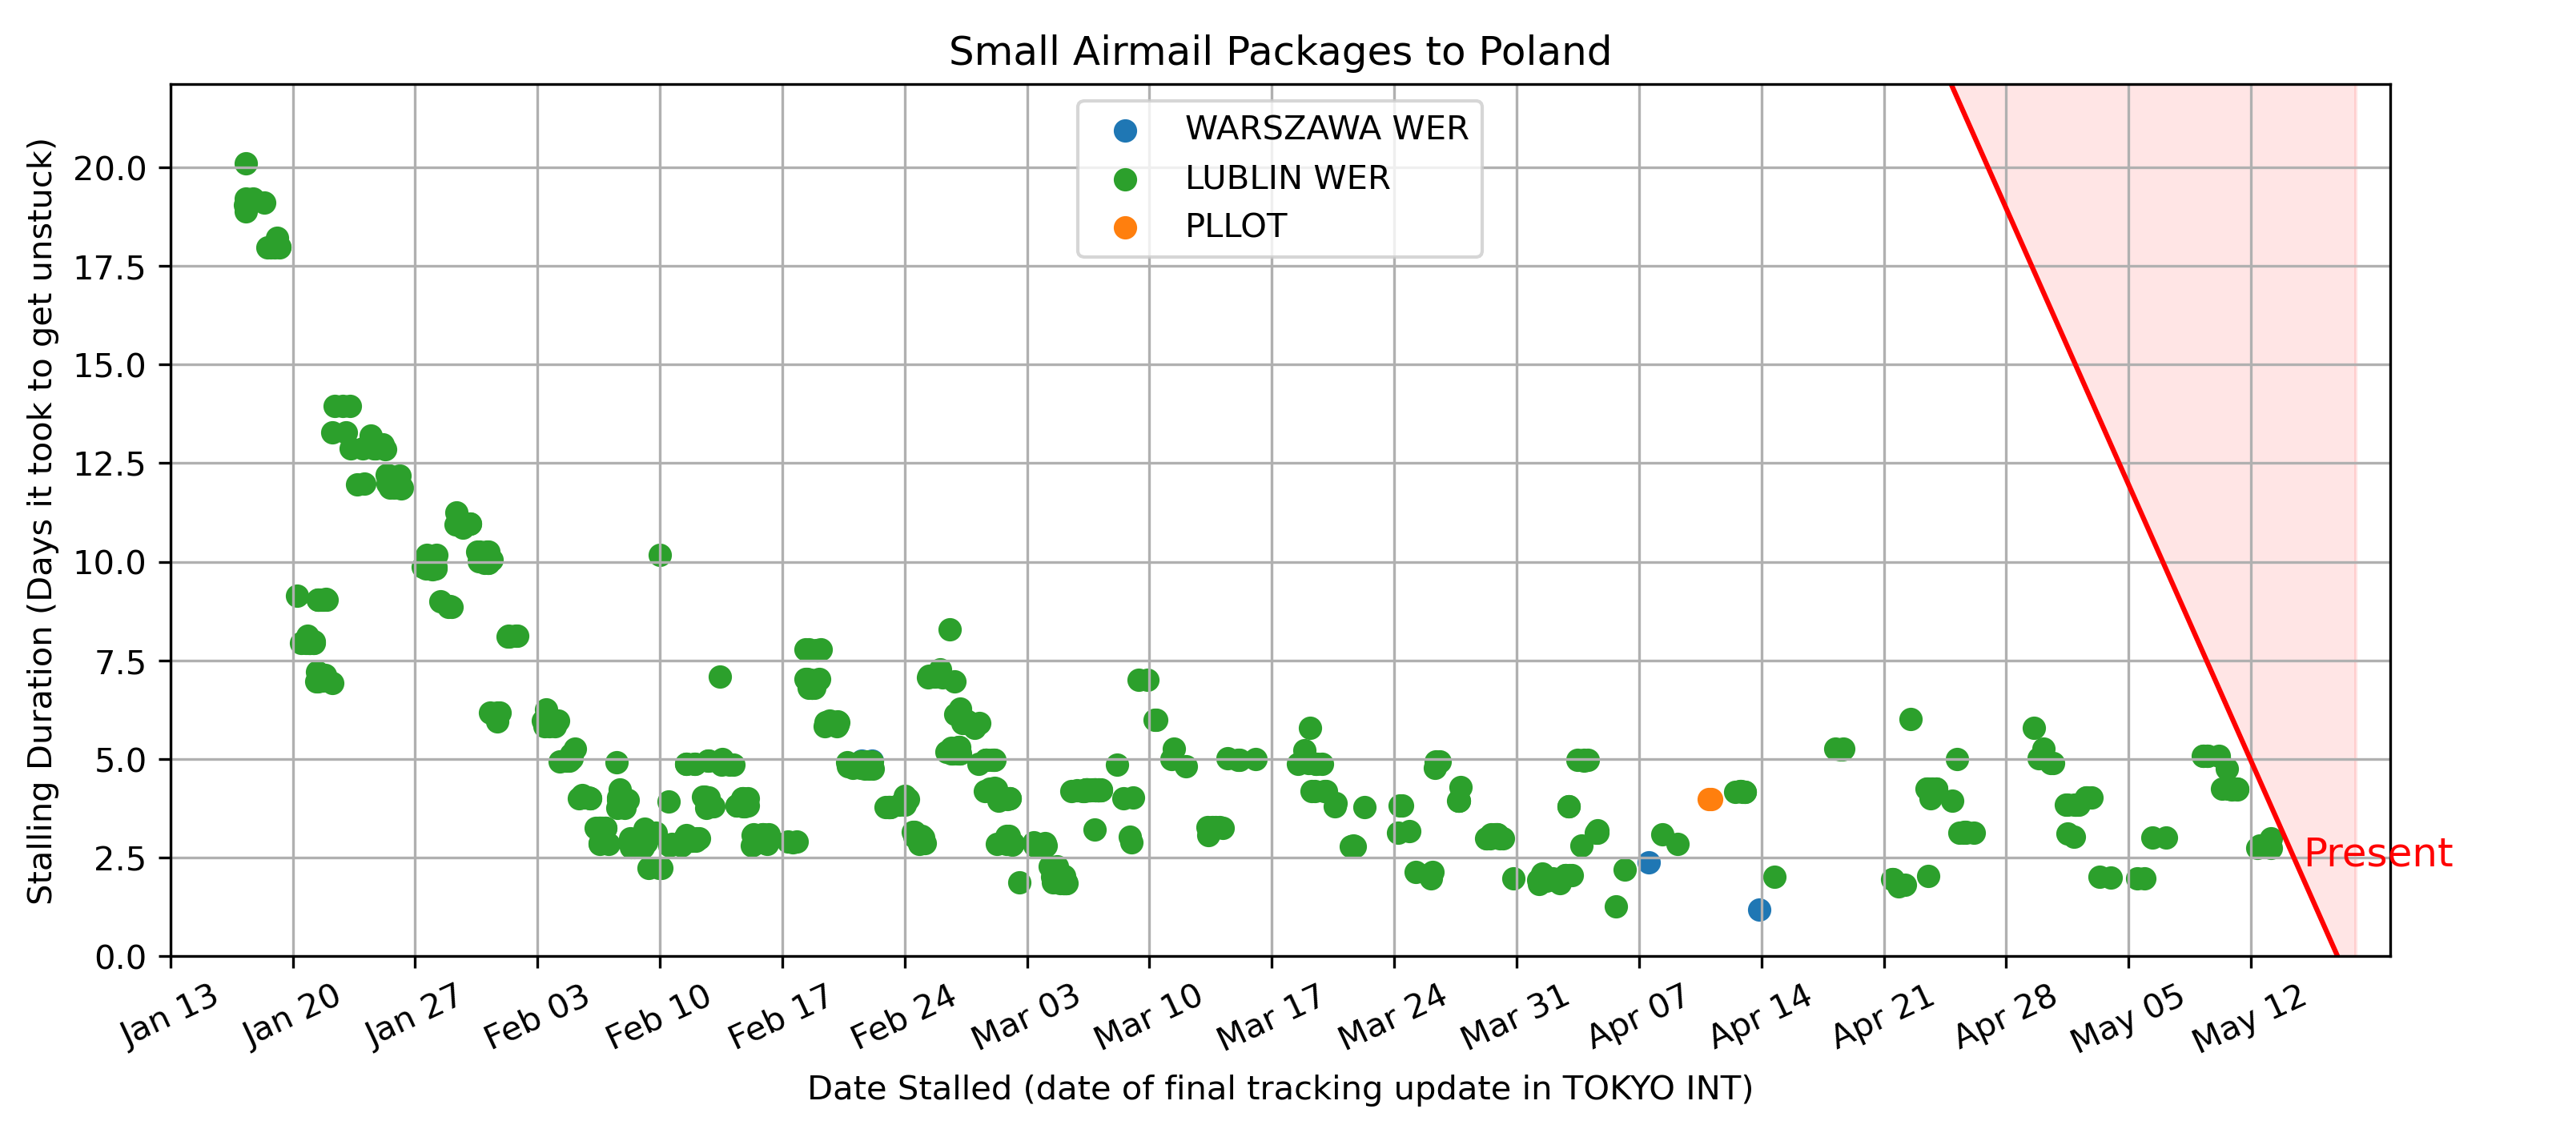 Small Airmail Packages to Poland
WARSZAWA WER
LUBLIN WER
PLLOT
Stalling Duration (Days it took to get unstuck)
20.0
17.5
15.0
12.5
10.0
7.5
5.0
2.5
0.0
Present
Jan 13
Jan 20
Jan 27
Feb 03
Feb 10
Feb 17
Feb 24
Mar 03
Mar 10
Mar 17
Mar 24
Mar 31
Apr 07
Apr 14
Apr 21
Apr 28
May 05
May 12
Date Stalled (date of final tracking update in TOKYO INT)